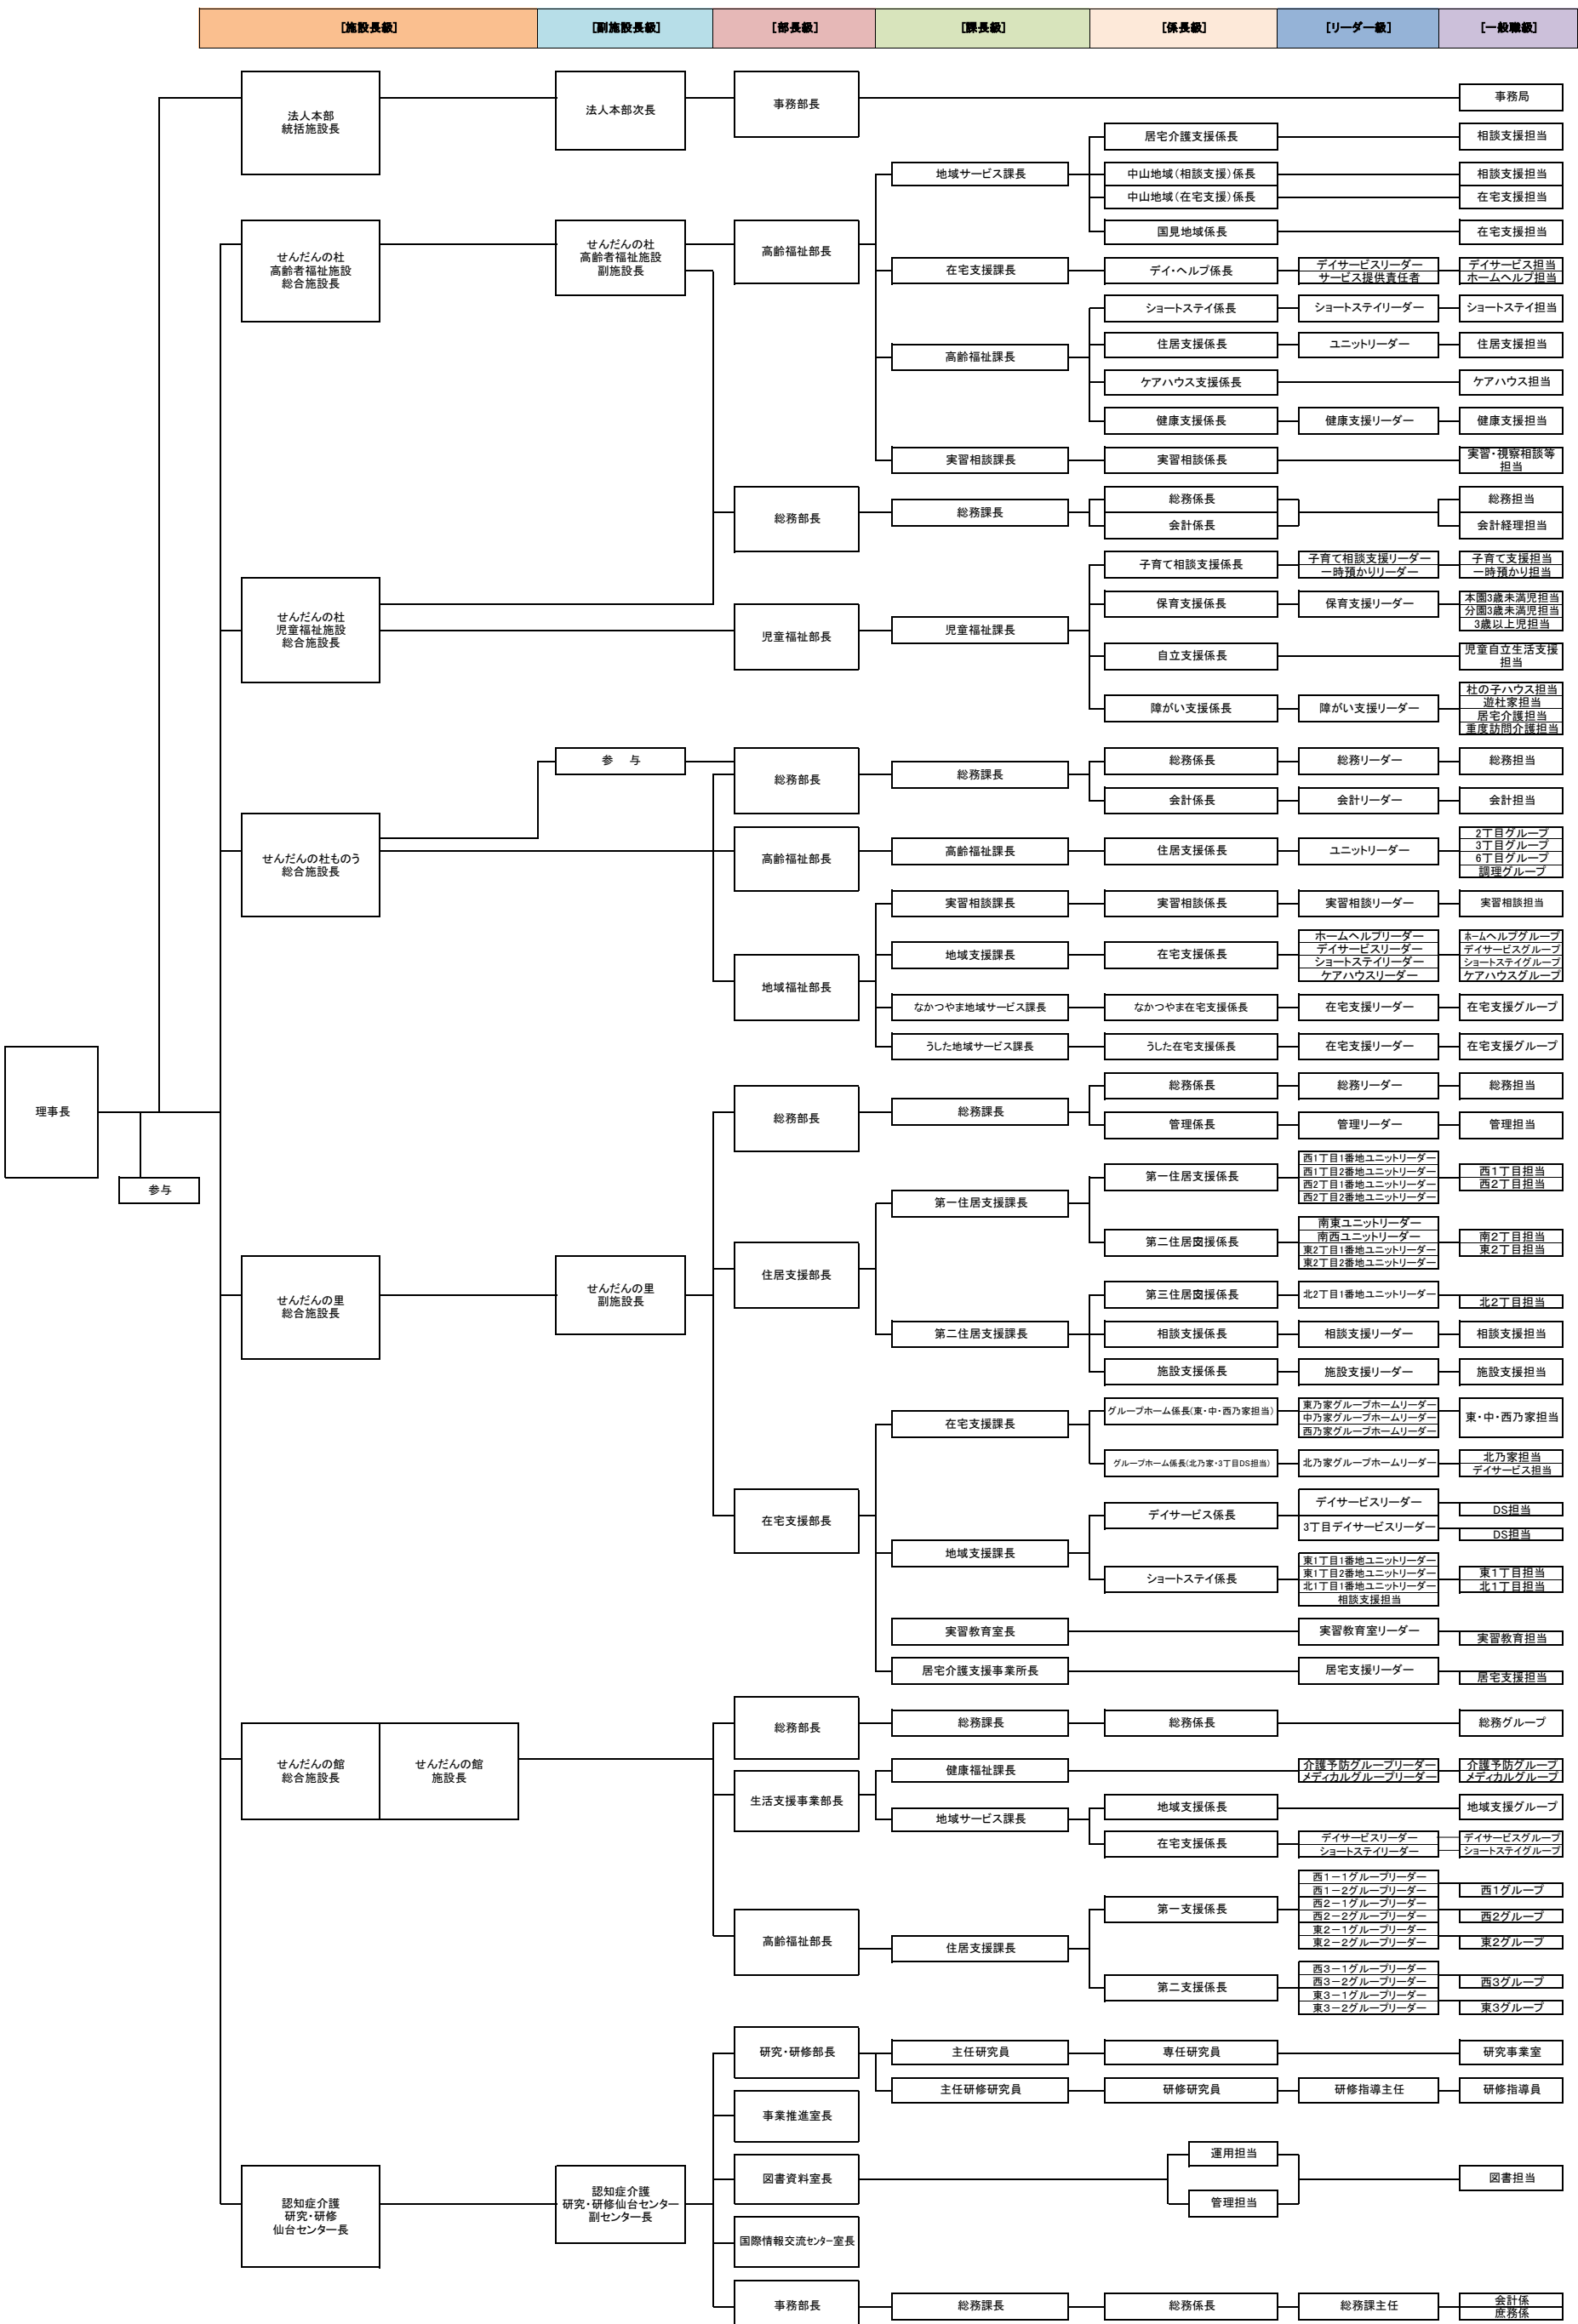 ［施設長級］
［副施設長級］
［部長級］
［課長級］
［係長級］
［リーダー級］
［一般職級］
法人本部
統括施設長
法人本部次長
事務部長
事務局
居宅介護支援係長
相談支援担当
地域サービス課長
中山地域（相談支援）係長
相談支援担当
中山地域（在宅支援）係長
在宅支援担当
国見地域係長
在宅支援担当
せんだんの杜
高齢者福祉施設
総合施設長
せんだんの杜
高齢者福祉施設
副施設長
高齢福祉部長
在宅支援課長
デイ・ヘルプ係長
デイサービスリーダー
サービス提供責任者
デイサービス担当
ホームヘルプ担当
ショートステイ係長
ショートステイリーダー
ショートステイ担当
高齢福祉課長
住居支援係長
ユニットリーダー
住居支援担当
ケアハウス支援係長
ケアハウス担当
健康支援係長
健康支援リーダー
健康支援担当
実習相談課長
実習相談係長
実習・視察相談等
担当
総務部長
総務課長
総務係長
会計係長
総務担当
会計経理担当
せんだんの杜
児童福祉施設
総合施設長
児童福祉部長
児童福祉課長
子育て相談支援係長
子育て相談支援リーダー
一時預かりリーダー
子育て支援担当
一時預かり担当
保育支援係長
保育支援リーダー
本園3歳未満児担当
分園3歳未満児担当
3歳以上児担当
自立支援係長
児童自立生活支援
担当
障がい支援係長
障がい支援リーダー
杜の子ハウス担当
遊杜家担当
居宅介護担当
重度訪問介護担当
参　与
総務部長
総務課長
総務係長
総務リーダー
総務担当
会計係長
会計リーダー
会計担当
せんだんの杜ものう
総合施設長
高齢福祉部長
高齢福祉課長
住居支援係長
ユニットリーダー
2丁目グループ
3丁目グループ
6丁目グループ
調理グループ
地域福祉部長
実習相談課長
実習相談係長
実習相談リーダー
実習相談担当
地域支援課長
在宅支援係長
ホームヘルプリーダー
デイサービスリーダー
ショートステイリーダー
ケアハウスリーダー
ホームヘルプグループ
デイサービスグループ
ショートステイグループ
ケアハウスグループ
なかつやま地域サービス課長
なかつやま在宅支援係長
在宅支援リーダー
在宅支援グループ
うした地域サービス課長
うした在宅支援係長
在宅支援リーダー
在宅支援グループ
理事長
参与
総務部長
総務課長
総務係長
総務リーダー
総務担当
管理係長
管理リーダー
管理担当
せんだんの里
総合施設長
せんだんの里
副施設長
住居支援部長
第一住居支援課長
第一住居支援係長
西1丁目1番地ユニットリーダー
西1丁目2番地ユニットリーダー
西2丁目1番地ユニットリーダー
西2丁目2番地ユニットリーダー
西1丁目担当
西2丁目担当
第二住居図援係長
南東ユニットリーダー
南西ユニットリーダー
東2丁目1番地ユニットリーダー
東2丁目2番地ユニットリーダー
南2丁目担当
東2丁目担当
第二住居支援課長
第三住居図援係長
北2丁目1番地ユニットリーダー
北2丁目担当
相談支援係長
相談支援リーダー
相談支援担当
施設支援係長
施設支援リーダー
施設支援担当
在宅支援部長
在宅支援課長
グループホーム係長（東・中・西乃家担当）
東乃家グループホームリーダー
中乃家グループホームリーダー
西乃家グループホームリーダー
東・中・西乃家担当
グループホーム係長（北乃家・3丁目DS担当）
北乃家グループホームリーダー
北乃家担当
デイサービス担当
地域支援課長
デイサービス係長
デイサービスリーダー
3丁目デイサービスリーダー
DS担当
DS担当
ショートステイ係長
東1丁目1番地ユニットリーダー
東1丁目2番地ユニットリーダー
北1丁目1番地ユニットリーダー
相談支援担当
東1丁目担当
北1丁目担当
実習教育室長
実習教育室リーダー
実習教育担当
居宅介護支援事業所長
居宅支援リーダー
居宅支援担当
せんだんの館
総合施設長
せんだんの館
施設長
総務部長
総務課長
総務係長
総務グループ
生活支援事業部長
健康福祉課長
介護予防グループリーダー
メディカルグループリーダー
介護予防グループ
メディカルグループ
地域サービス課長
地域支援係長
地域支援グループ
在宅支援係長
デイサービスリーダー
ショートステイリーダー
デイサービスグループ
ショートステイグループ
高齢福祉部長
住居支援課長
第一支援係長
西1－1グループリーダー
西1－2グループリーダー
西2－1グループリーダー
西2－2グループリーダー
東2－1グループリーダー
東2－2グループリーダー
西1グループ
西2グループ
東2グループ
第二支援係長
西3－1グループリーダー
西3－2グループリーダー
東3－1グループリーダー
東3－2グループリーダー
西3グループ
東3グループ
認知症介護
研究・研修
仙台センター長
認知症介護
研究・研修仙台センター
副センター長
研究・研修部長
主任研究員
専任研究員
研究事業室
主任研修研究員
研修研究員
研修指導主任
研修指導員
事業推進室長
図書資料室長
運用担当
管理担当
図書担当
国際情報交流センター室長
事務部長
総務課長
総務係長
総務課主任
会計係
庶務係